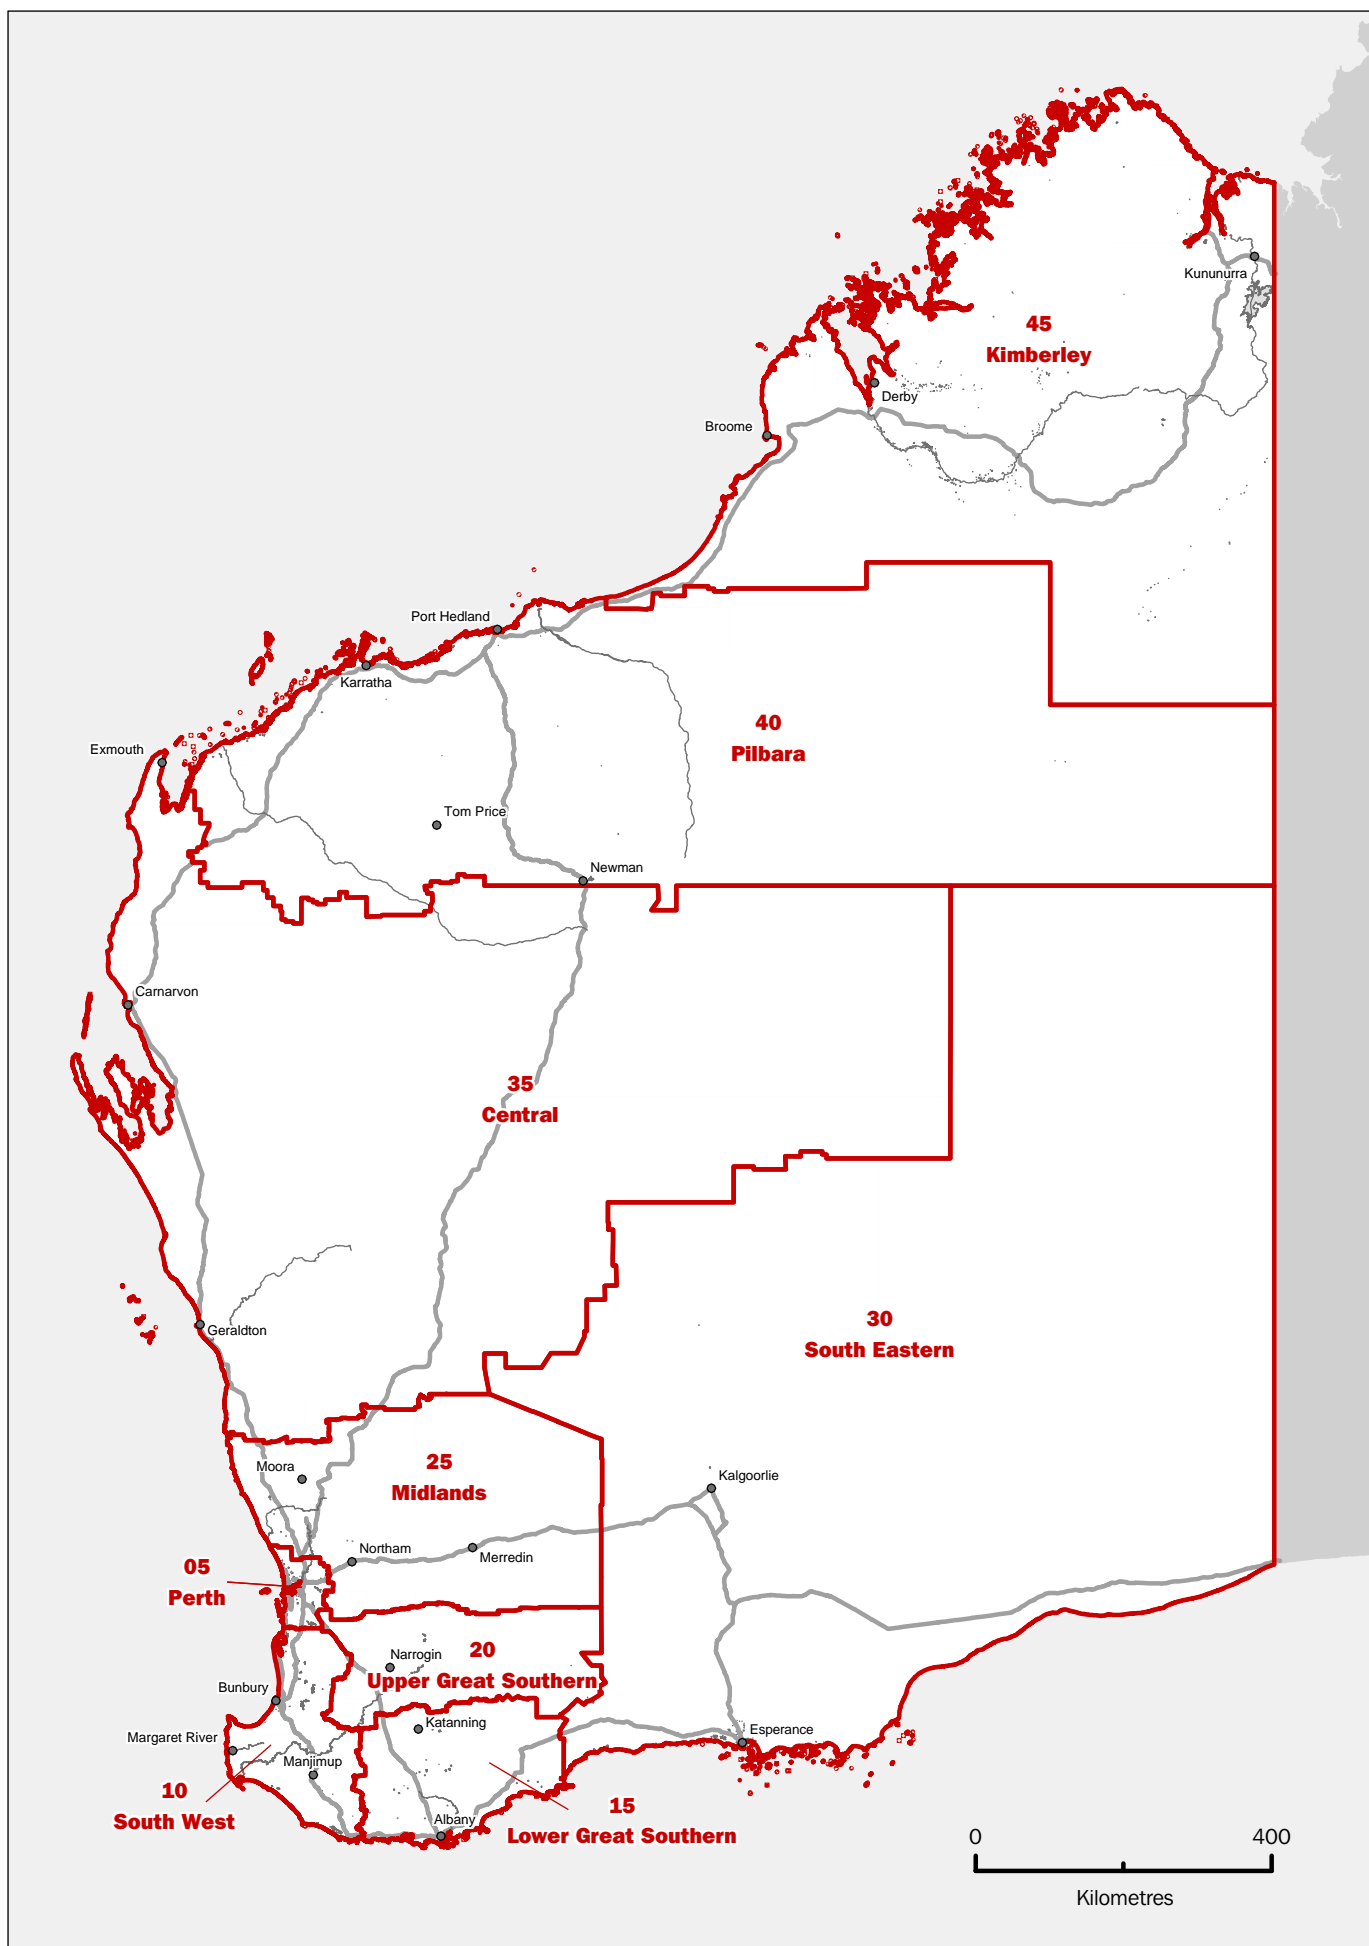 Kununurra
45
Kimberley
Derby
Broome
Port Hedland
Karratha
40
Pilbara
Exmouth
Tom Price
Newman
Carnarvon
35
Central
30
South Eastern
Geraldton
25
Midlands
Moora
Kalgoorlie
Northam
Merredin
05
Perth
20
Upper Great Southern
Narrogin
Bunbury
Katanning
Esperance
Margaret River
Manjimup
10
South West
15
Lower Great Southern
Albany
0 400
Kilometres